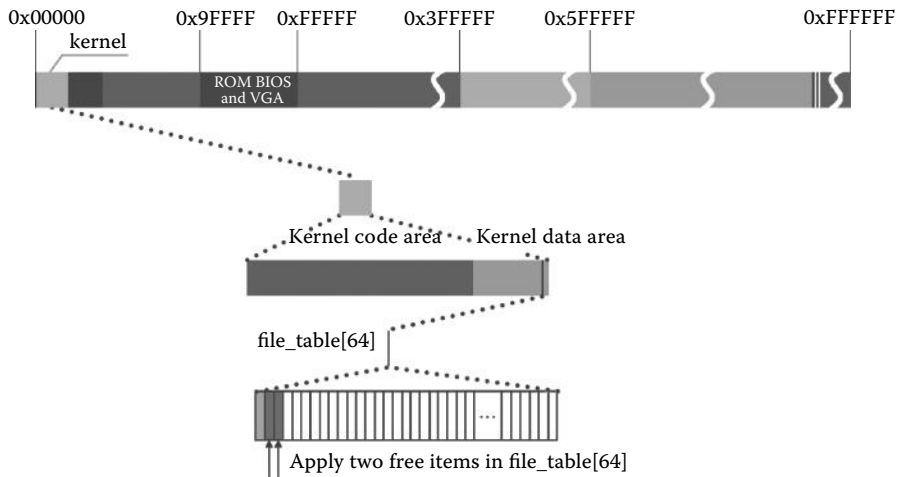 0x00000 0x9FFFF 0xFFFFF 0x3FFFFF 0x5FFFFF 0xFFFFFF
kernel
ROM BIOS
and VGA
Kernel code area Kernel data area
file_table[64]
...
Apply two free items in file_table[64]